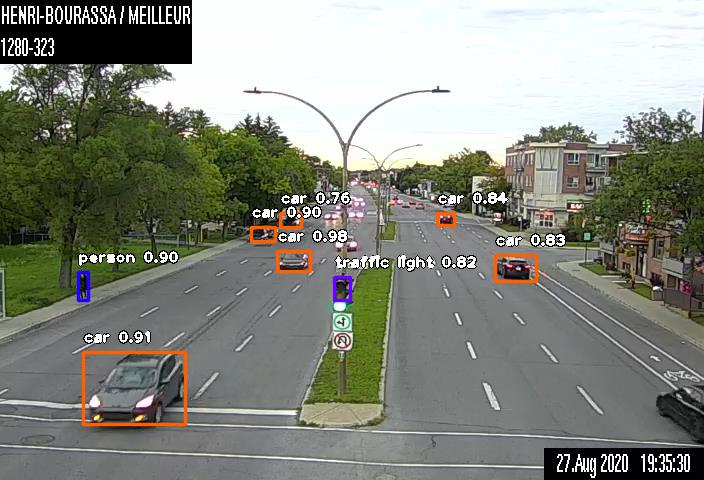 HENRI-BOURASSA / MEILLEUR
1280-323
car 0.76
car 0.90
car 0.84
car 0.98
car 0.83
person 0.90
traffic light 0.82
car 0.91
27.Aug 2020 19:35:30